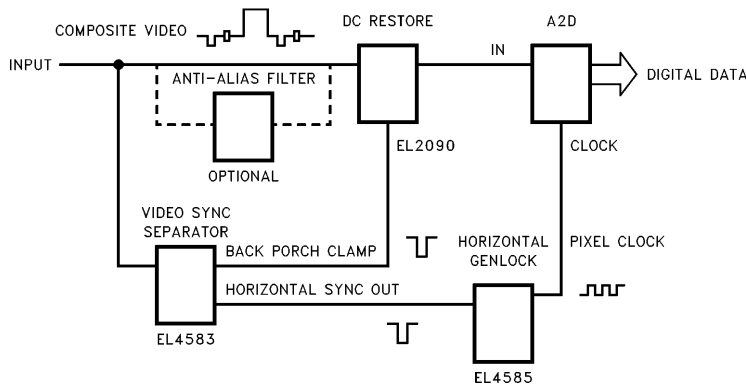 COMPOSITE VIDEO
DC RESTORE
A2D
INPUT
IN
ANTI-ALIAS FILTER
DIGITAL DATA
OPTIONAL
EL2090
CLOCK
VIDEO SYNC
SEPARATOR
BACK PORCH CLAMP
HORIZONTAL
GENLOCK
PIXEL CLOCK
HORIZONTAL SYNC OUT
EL4583
EL4585